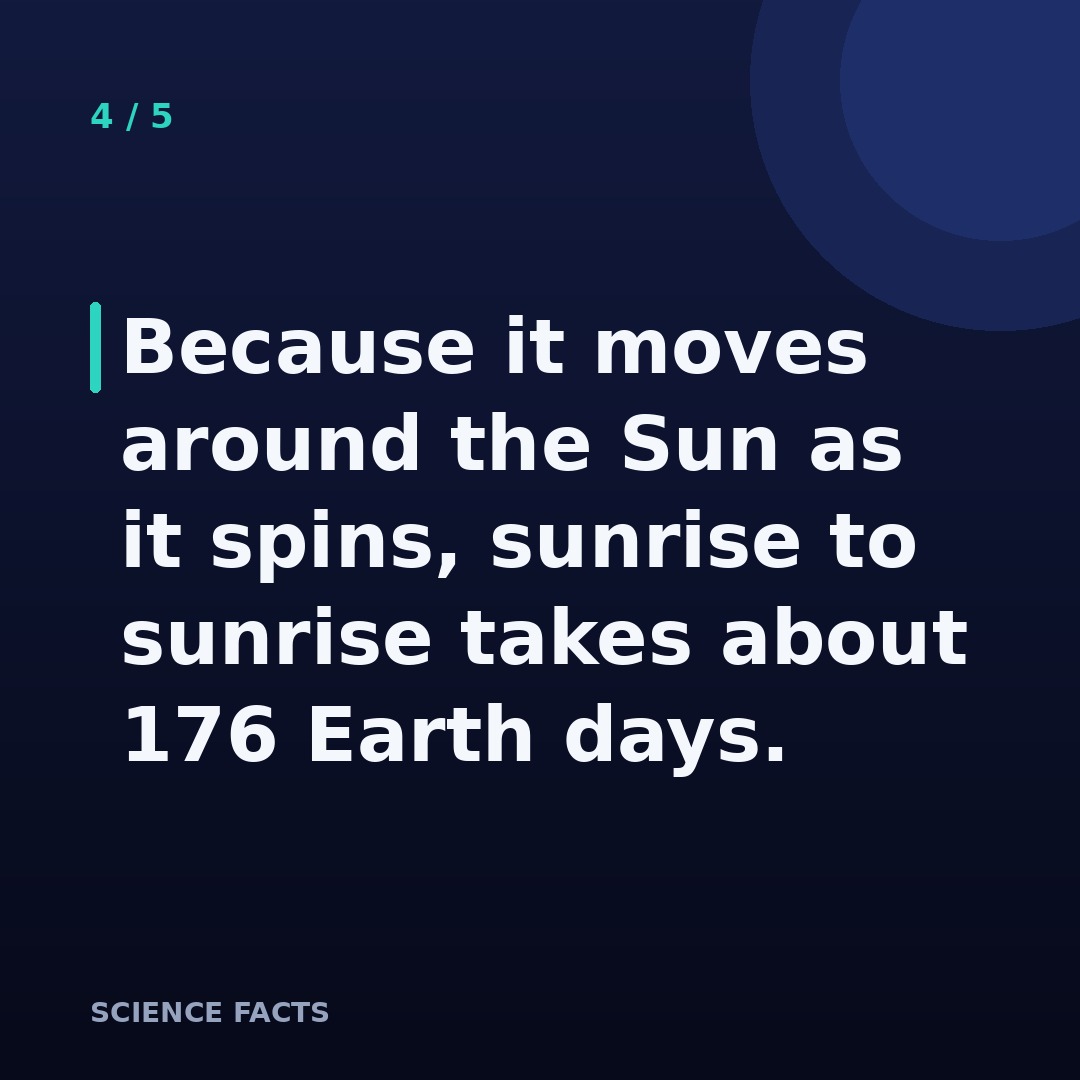 4 / 5
Because it moves
around the Sun as
it spins, sunrise to
sunrise takes about
176 Earth days.
SCIENCE FACTS